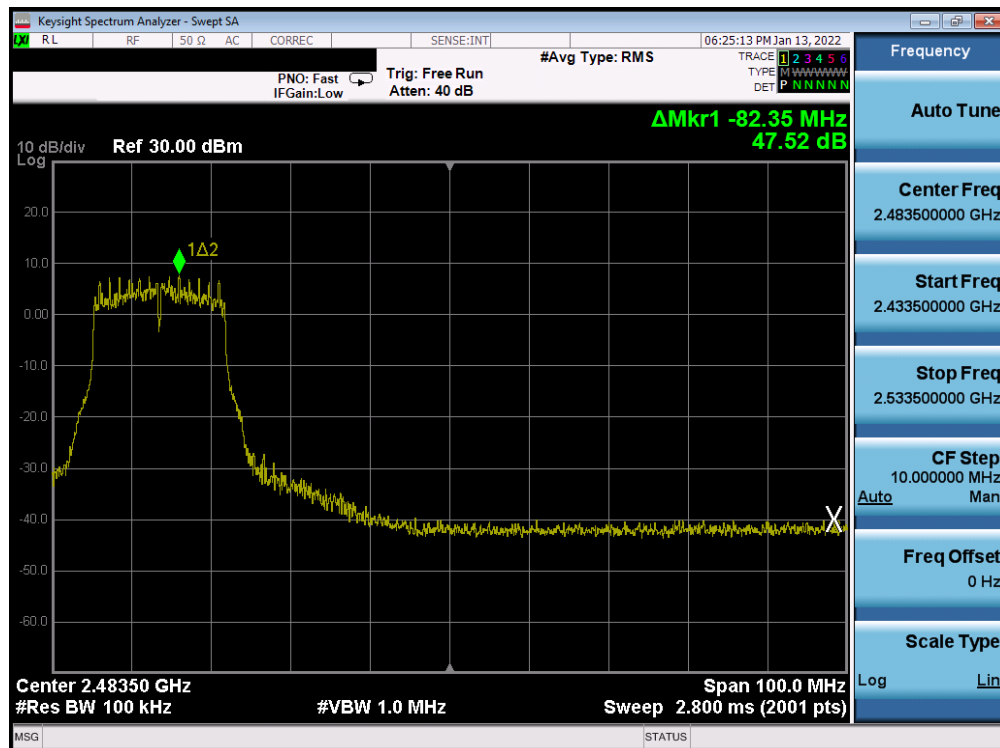 Keysight Spectrum Analyzer - Swept SA
LXI RL RF 50 Ω AC CORREC SENSE:INT 06:25:13 PM Jan 13, 2022
#Avg Type: RMS
TRACE 1 2 3 4 5 6
TYPE M WWWWW
DET P N N N N N
PNO: Fast
IFGain:Low
Trig: Free Run
Atten: 40 dB
ΔMkr1 -82.35 MHz
47.52 dB
10 dB/div Ref 30.00 dBm
Log
20.0
10.0
0.00
-10.0
-20.0
-30.0
-40.0
-50.0
-60.0
1Δ2
X
Center 2.48350 GHz Span 100.0 MHz
#Res BW 100 kHz #VBW 1.0 MHz Sweep 2.800 ms (2001 pts)
MSG STATUS
Frequency
Auto Tune
Center Freq
2.483500000 GHz
Start Freq
2.433500000 GHz
Stop Freq
2.533500000 GHz
CF Step
10.000000 MHz
Auto Man
Freq Offset
0 Hz
Scale Type
Log Lin